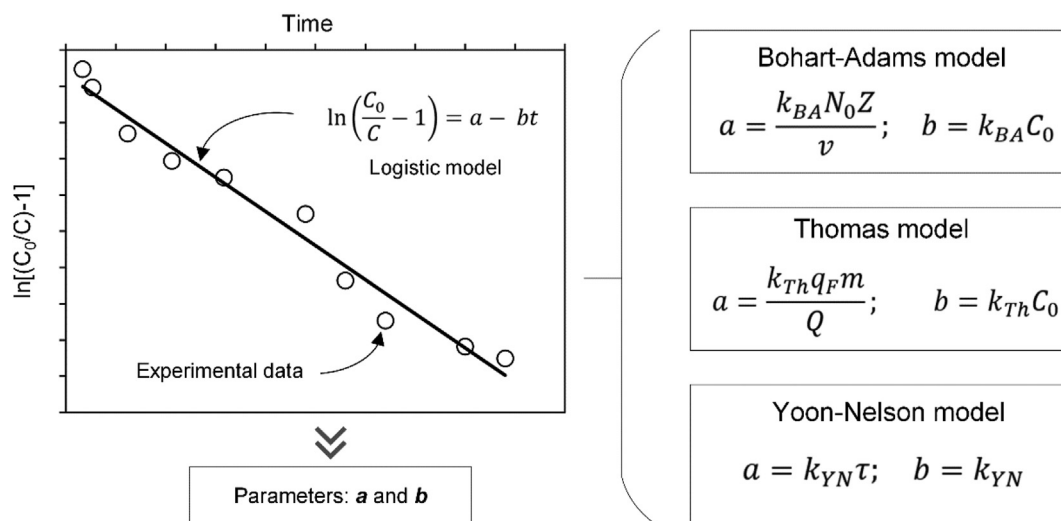 Time
ln[(C₀/C)-1]
ln(C₀/C − 1) = a − bt
Logistic model
Experimental data
Parameters: a and b
Bohart-Adams model
a = k_BA N₀Z/v; b = k_BA C₀
Thomas model
a = k_Th q_F m/Q; b = k_Th C₀
Yoon-Nelson model
a = k_YN τ; b = k_YN